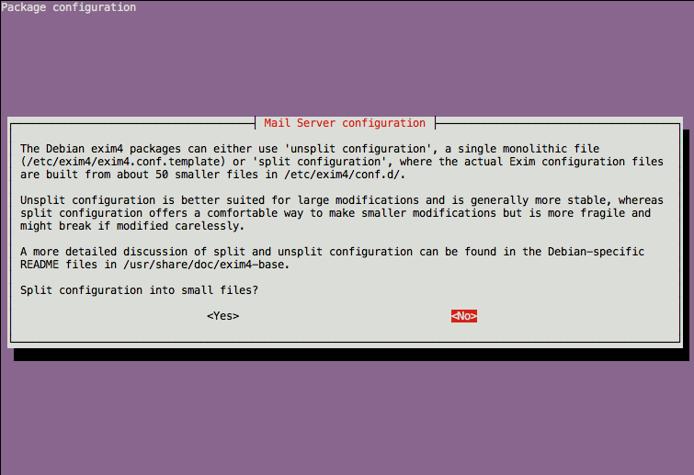 Package configuration
Mail Server configuration
The Debian exim4 packages can either use 'unsplit configuration', a single monolithic file
(/etc/exim4/exim4.conf.template) or 'split configuration', where the actual Exim configuration files
are built from about 50 smaller files in /etc/exim4/conf.d/.
Unsplit configuration is better suited for large modifications and is generally more stable, whereas
split configuration offers a comfortable way to make smaller modifications but is more fragile and
might break if modified carelessly.
A more detailed discussion of split and unsplit configuration can be found in the Debian-specific
README files in /usr/share/doc/exim4-base.
Split configuration into small files?
<Yes> <No>